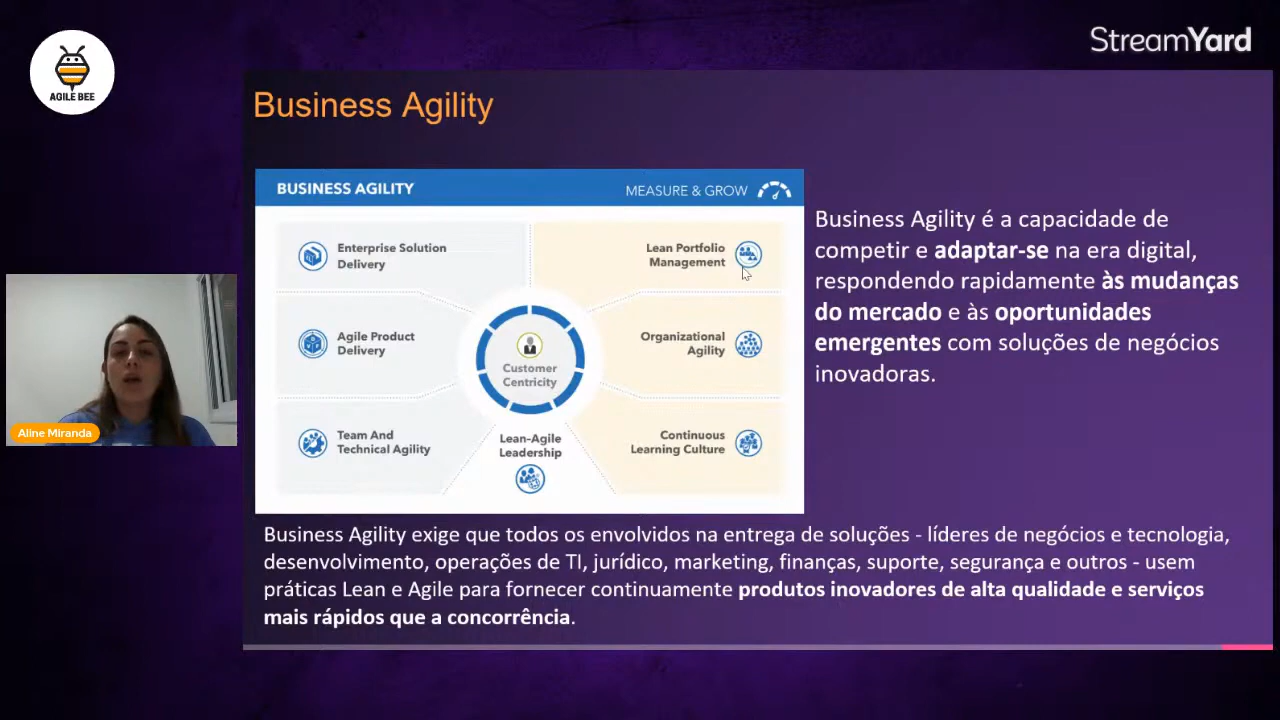 AGILE BEE
StreamYard
Business Agility
BUSINESS AGILITY
MEASURE & GROW
Enterprise Solution
Delivery
Lean Portfolio
Management
Agile Product
Delivery
Organizational
Agility
Customer
Centricity
Team And
Technical Agility
Lean-Agile
Leadership
Continuous
Learning Culture
Business Agility é a capacidade de
competir e adaptar-se na era digital,
respondendo rapidamente às mudanças
do mercado e às oportunidades
emergentes com soluções de negócios
inovadoras.
Aline Miranda
Business Agility exige que todos os envolvidos na entrega de soluções - líderes de negócios e tecnologia,
desenvolvimento, operações de TI, jurídico, marketing, finanças, suporte, segurança e outros - usem
práticas Lean e Agile para fornecer continuamente produtos inovadores de alta qualidade e serviços
mais rápidos que a concorrência.